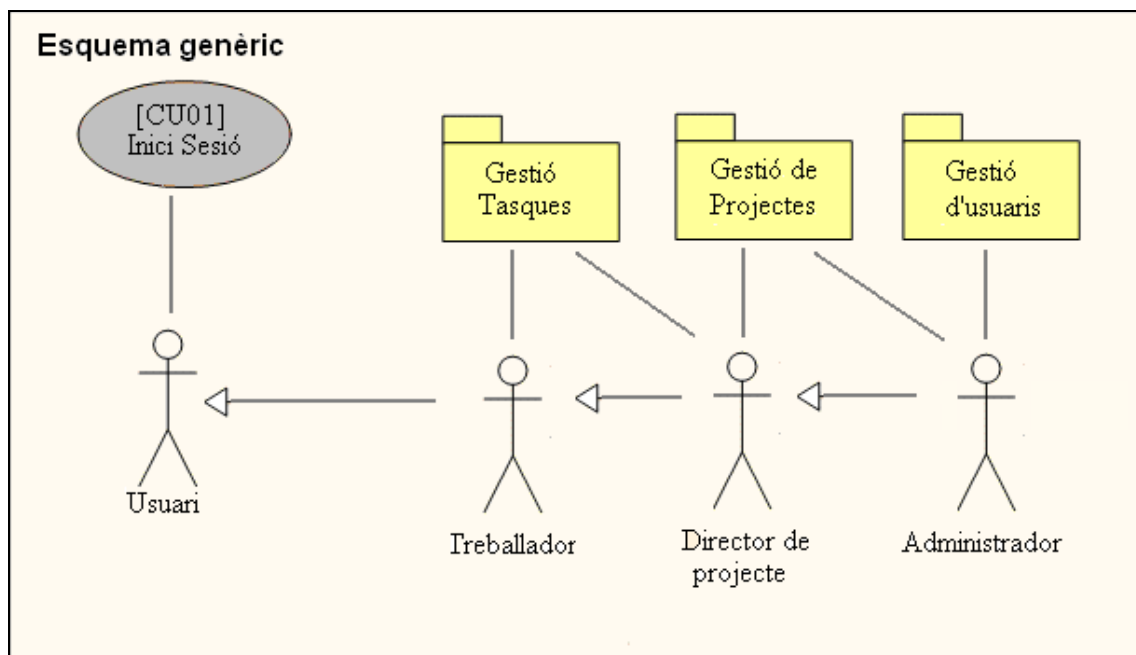 Esquema genèric
[CU01]
Inici Sesió
Gestió
Tasques
Gestió de
Projectes
Gestió
d'usuaris
Usuari
Treballador
Director de
projecte
Administrador